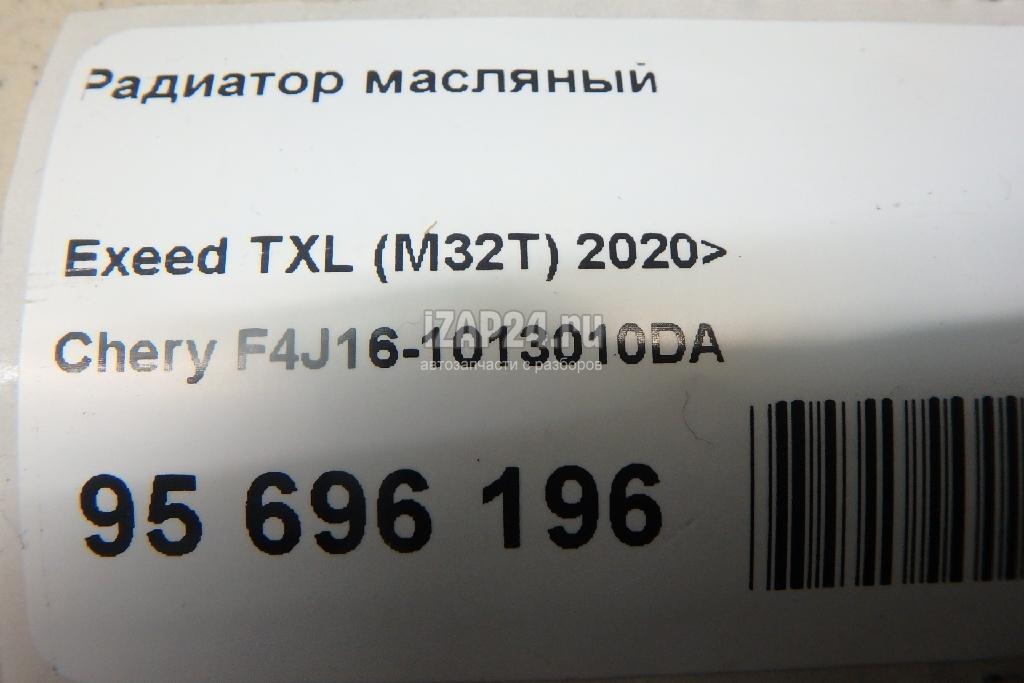 Радиатор масляный
Exeed TXL (M32T) 2020>
Chery F4J16-1013010DA
iZAP24.ru
автозапчасти с разборов
95 696 196